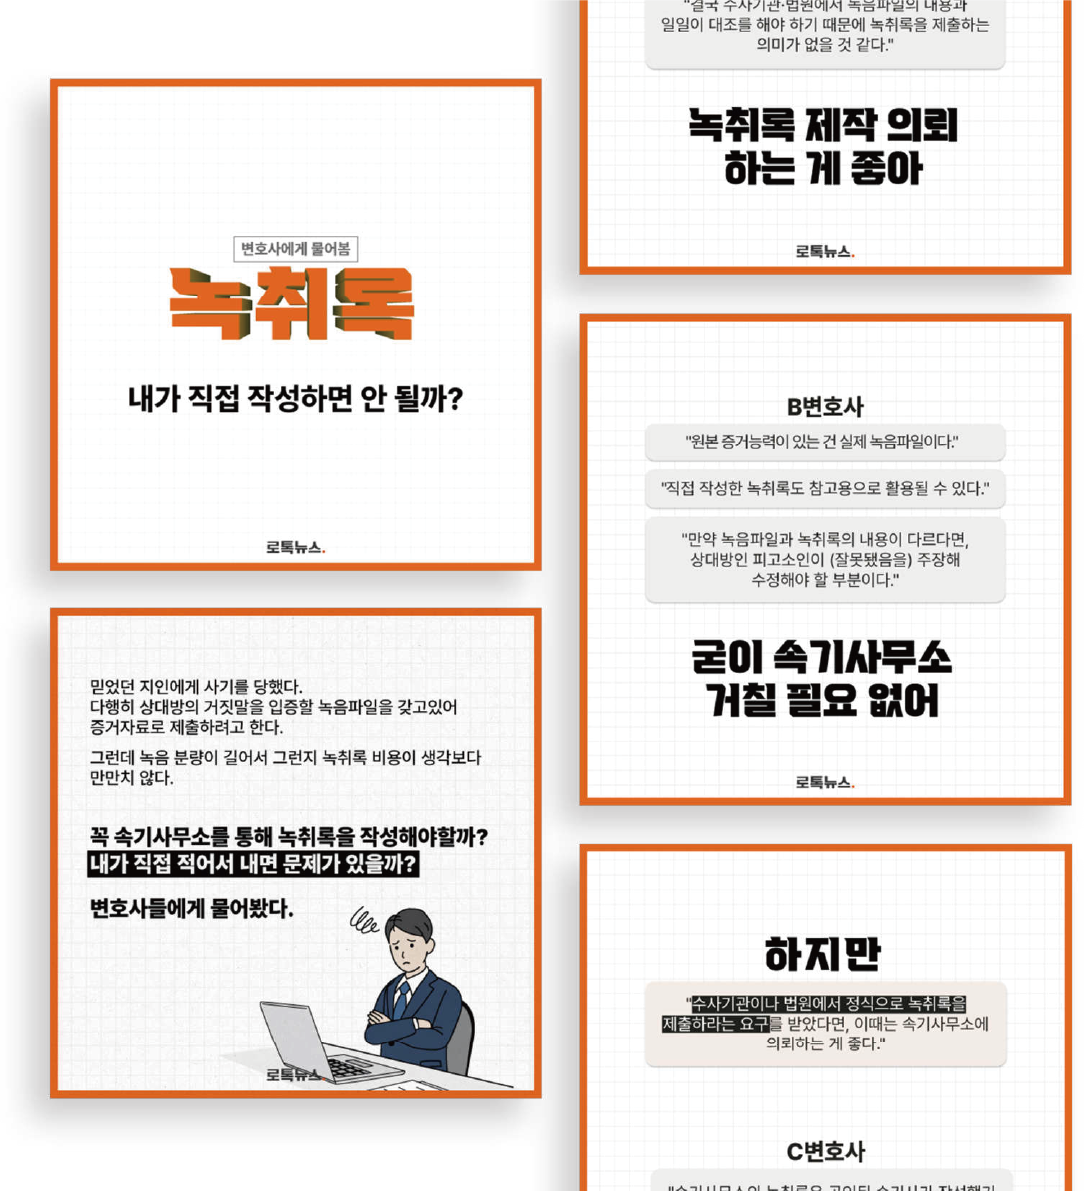 변호사에게 물어봄
녹취록
내가 직접 작성하면 안 될까?
로톡뉴스.
믿었던 지인에게 사기를 당했다.
다행히 상대방의 거짓말을 입증할 녹음파일을 갖고있어
증거자료로 제출하려고 한다.
그런데 녹음 분량이 길어서 그런지 녹취록 비용이 생각보다
만만치 않다.
꼭 속기사무소를 통해 녹취록을 작성해야할까?
내가 직접 적어서 내면 문제가 있을까?
변호사들에게 물어봤다.
로톡뉴스.
"결국 수사기관·법원에서 녹음파일의 내용과
일일이 대조를 해야 하기 때문에 녹취록을 제출하는
의미가 없을 것 같다."
녹취록 제작 의뢰
하는 게 좋아
로톡뉴스.
B변호사
"원본 증거능력이 있는 건 실제 녹음파일이다."
"직접 작성한 녹취록도 참고용으로 활용될 수 있다."
"만약 녹음파일과 녹취록의 내용이 다르다면,
상대방인 피고소인이 (잘못됐음을) 주장해
수정해야 할 부분이다."
굳이 속기사무소
거칠 필요 없어
로톡뉴스.
하지만
"수사기관이나 법원에서 정식으로 녹취록을
제출하라는 요구를 받았다면, 이때는 속기사무소에
의뢰하는 게 좋다."
C변호사